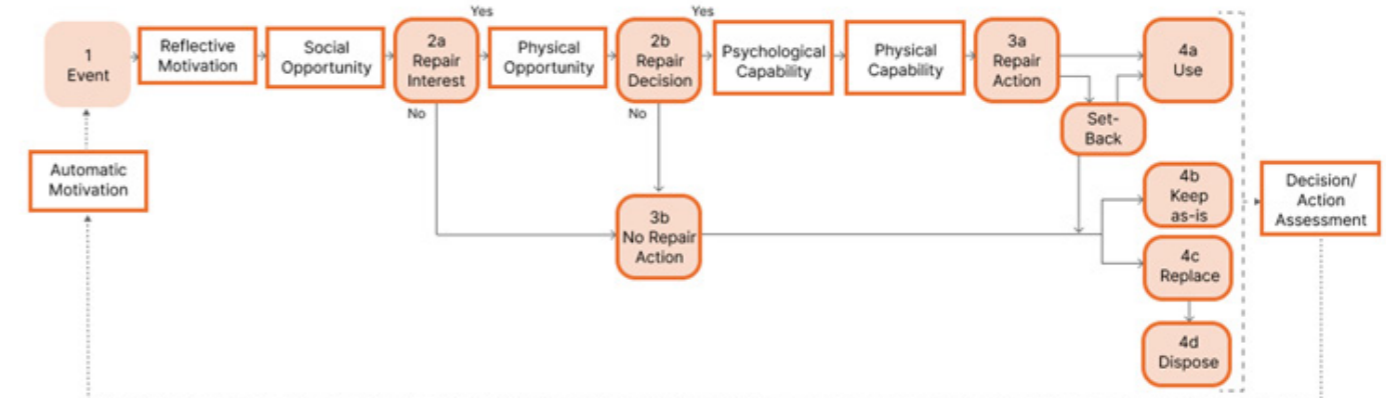 1
Event
Reflective
Motivation
Social
Opportunity
2a
Repair
Interest
Yes
No
Physical
Opportunity
2b
Repair
Decision
Yes
No
Psychological
Capability
Physical
Capability
3a
Repair
Action
4a
Use
Set-
Back
Automatic
Motivation
3b
No Repair
Action
4b
Keep
as-is
4c
Replace
4d
Dispose
Decision/
Action
Assessment